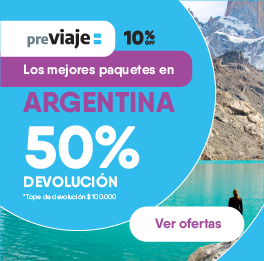 preVIAJE 10% OFF
Los mejores paquetes en
ARGENTINA
50%
DEVOLUCIÓN
*Tope de devolución $100.000
Ver ofertas